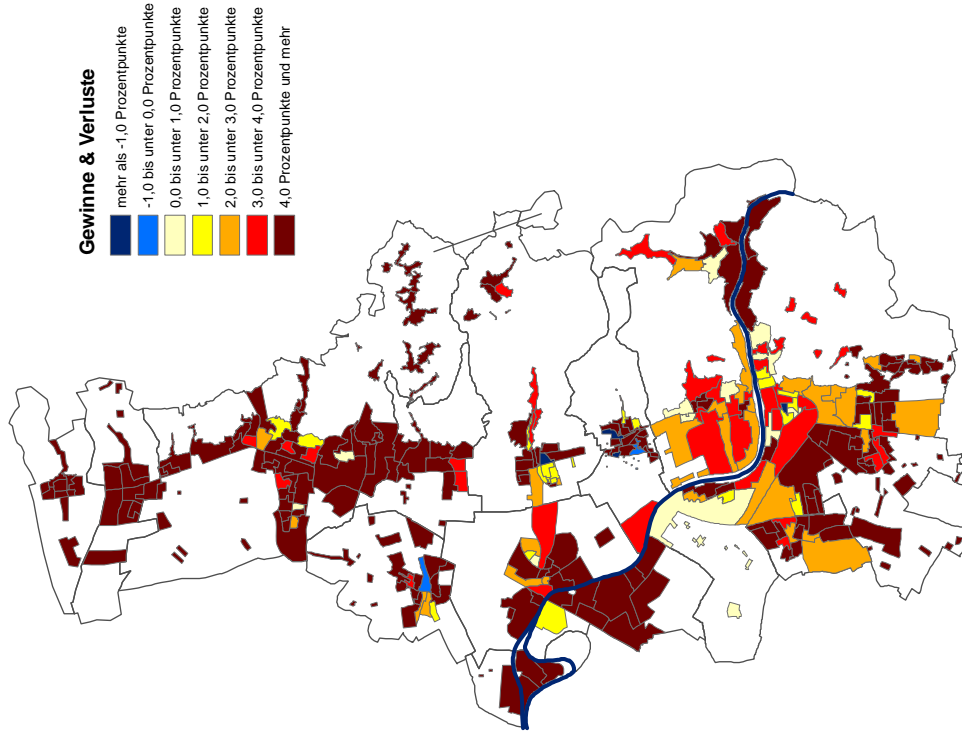 Gewinne & Verluste
mehr als -1,0 Prozentpunkte
-1,0 bis unter 0,0 Prozentpunkte
0,0 bis unter 1,0 Prozentpunkte
1,0 bis unter 2,0 Prozentpunkte
2,0 bis unter 3,0 Prozentpunkte
3,0 bis unter 4,0 Prozentpunkte
4,0 Prozentpunkte und mehr